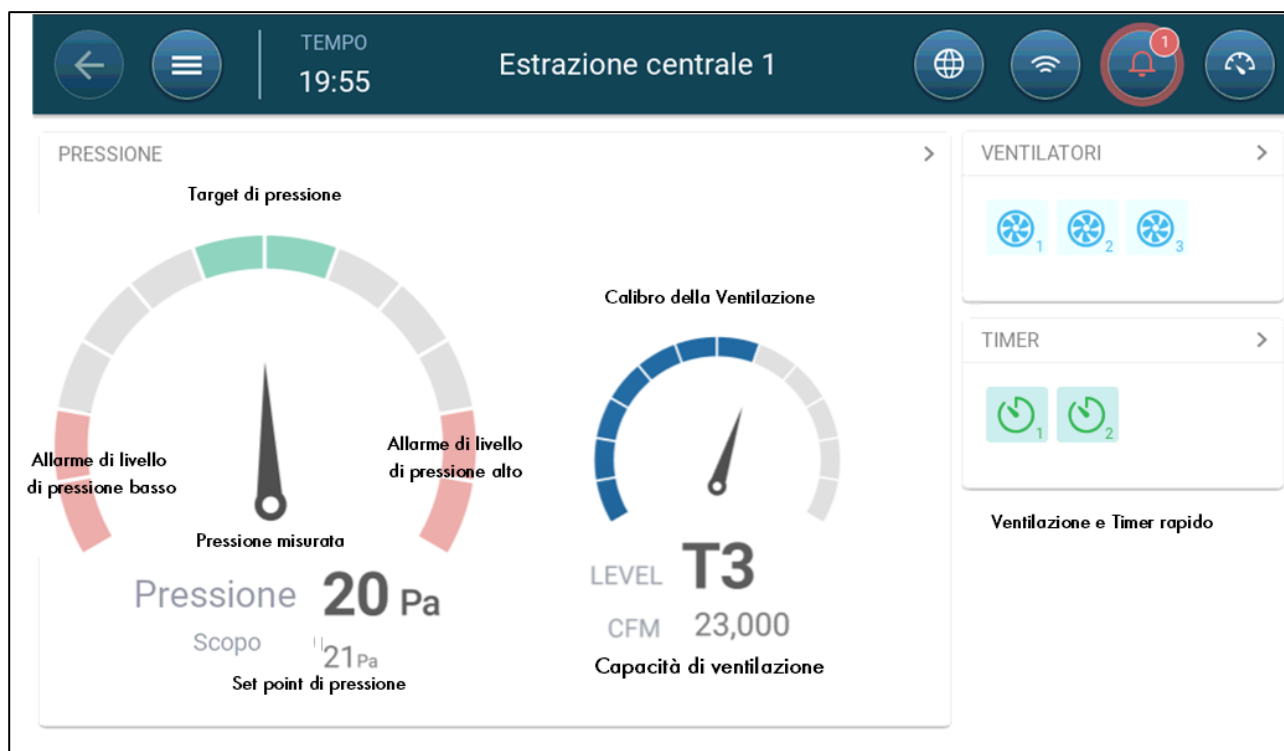 TEMPO
19:55
Estrazione centrale 1
1
PRESSIONE
Target di pressione
Allarme di livello
di pressione basso
Allarme di livello
di pressione alto
Pressione misurata
Pressione 20 Pa
Scopo 21Pa
Set point di pressione
Calibro della Ventilazione
LEVEL T3
CFM 23,000
Capacità di ventilazione
VENTILATORI
1 2 3
TIMER
1 2
Ventilazione e Timer rapido